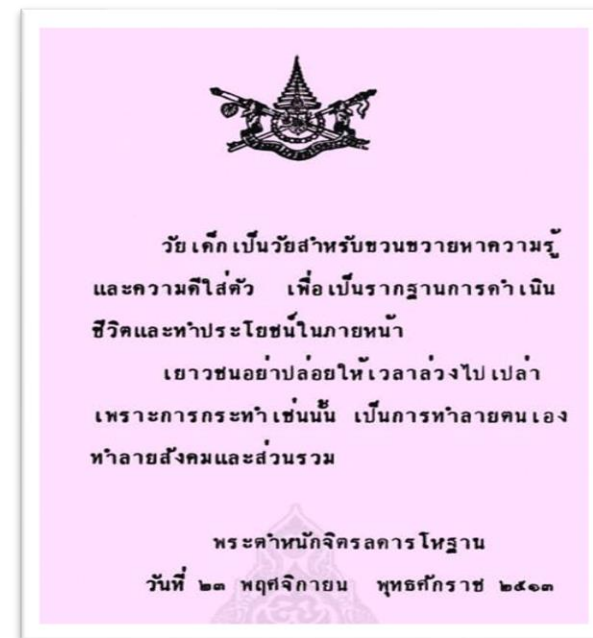 วัยเด็กเป็นวัยสำหรับขวนขวายหาความรู้
และความดีใส่ตัว เพื่อเป็นรากฐานการดำเนิน
ชีวิตและทำประโยชน์ในภายหน้า
เยาวชนอย่าปล่อยให้เวลาล่วงไปเปล่า
เพราะการกระทำเช่นนั้น เป็นการทำลายตนเอง
ทำลายสังคมและส่วนรวม
พระตำหนักจิตรลดารโหฐาน
วันที่ ๒๓ พฤศจิกายน พุทธศักราช ๒๕๑๓